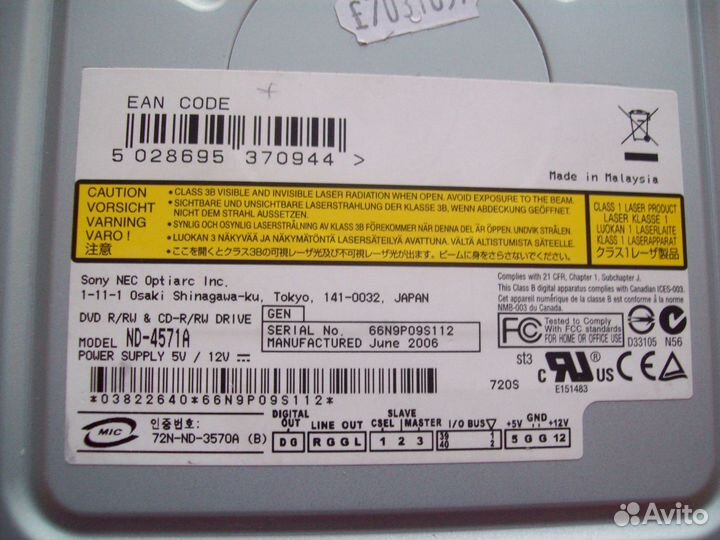 EAN CODE
5 028695 370944 >
Made in Malaysia
CAUTION
VORSICHT
VARNING
VARO!
注意
• CLASS 3B VISIBLE AND INVISIBLE LASER RADIATION WHEN OPEN. AVOID EXPOSURE TO THE BEAM.
• SICHTBARE UND UNSICHTBARE LASERSTRAHLUNG DER KLASSE 3B, WENN ABDECKUNG GEÖFFNET
NICHT DEM STRAHL AUSSETZEN.
• SYNLIG OCH OSYNLIG LASERSTRÅLNING AV KLASS 3B FÖREKOMMER NÄR DENNA DEL ÄR ÖPPEN. UNDVIK STRÅLEN.
• LUOKAN 3 NÄKYVÄÄ JA NÄKYMÄTÖNTÄ LASERSÄTEILYÄ AVATTUNA. VÄLTÄ ALTISTUMISTA SÄTEELLE.
• ここを開くとクラス3Bの可視レーザ光及び不可視レーザ光が出ます。ビームに身をさらさないでください。
CLASS 1 LASER PRODUCT
LASER KLASSE 1
LUOKAN 1 LASERLAITE
KLASS 1 LASERAPPARAT
クラス1レーザ製品
Sony NEC Optiarc Inc.
1-11-1 Osaki Shinagawa-ku, Tokyo, 141-0032, JAPAN
Complies with 21 CFR, Chapter 1, Subchapter J.
This Class B digital apparatus complies with Canadian ICES-003.
Cet appareil numérique de la classe B est conforme à la norme
NMB-003 du Canada.
DVD R/RW & CD-R/RW DRIVE
GEN
MODEL ND-4571A
SERIAL No. 66N9P09S112
MANUFACTURED June 2006
POWER SUPPLY 5V / 12V
FC Tested to Comply
With FCC Standards
FOR HOME OR OFFICE USE
D33105 N56
st3
720S
C UL US CE
E151483
*03822640*66N9P09S112*
MIC
인증번호:
72N-ND-3570A (B)
DIGITAL OUT
D G
LINE OUT
R G G L
SLAVE
CSEL MASTER
1 2 3
I/O BUS
39 1
40 2
+5V GND +12V
5 G G 12
Avito